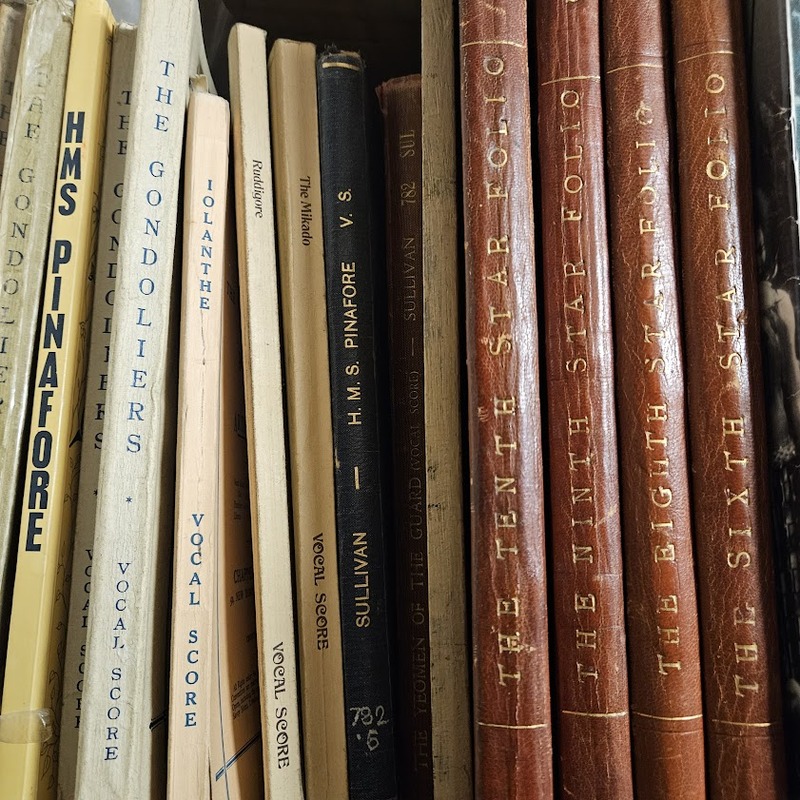 THE GONDOLIE
HMS PINAFORE
THE GONDOLIERS VOCAL SCORE
THE GONDOLIERS * VOCAL SCORE
IOLANTHE VOCAL SCORE
Ruddigore VOCAL SCORE
The Mikado VOCAL SCORE
SULLIVAN — H.M.S. PINAFORE V. S.
782
.6
THE YEOMEN OF THE GUARD (VOCAL SCORE) — SULLIVAN 782 SUL
THE TENTH STAR FOLIO
THE NINTH STAR FOLIO
THE EIGHTH STAR FOLIO
THE SIXTH STAR FOLIO